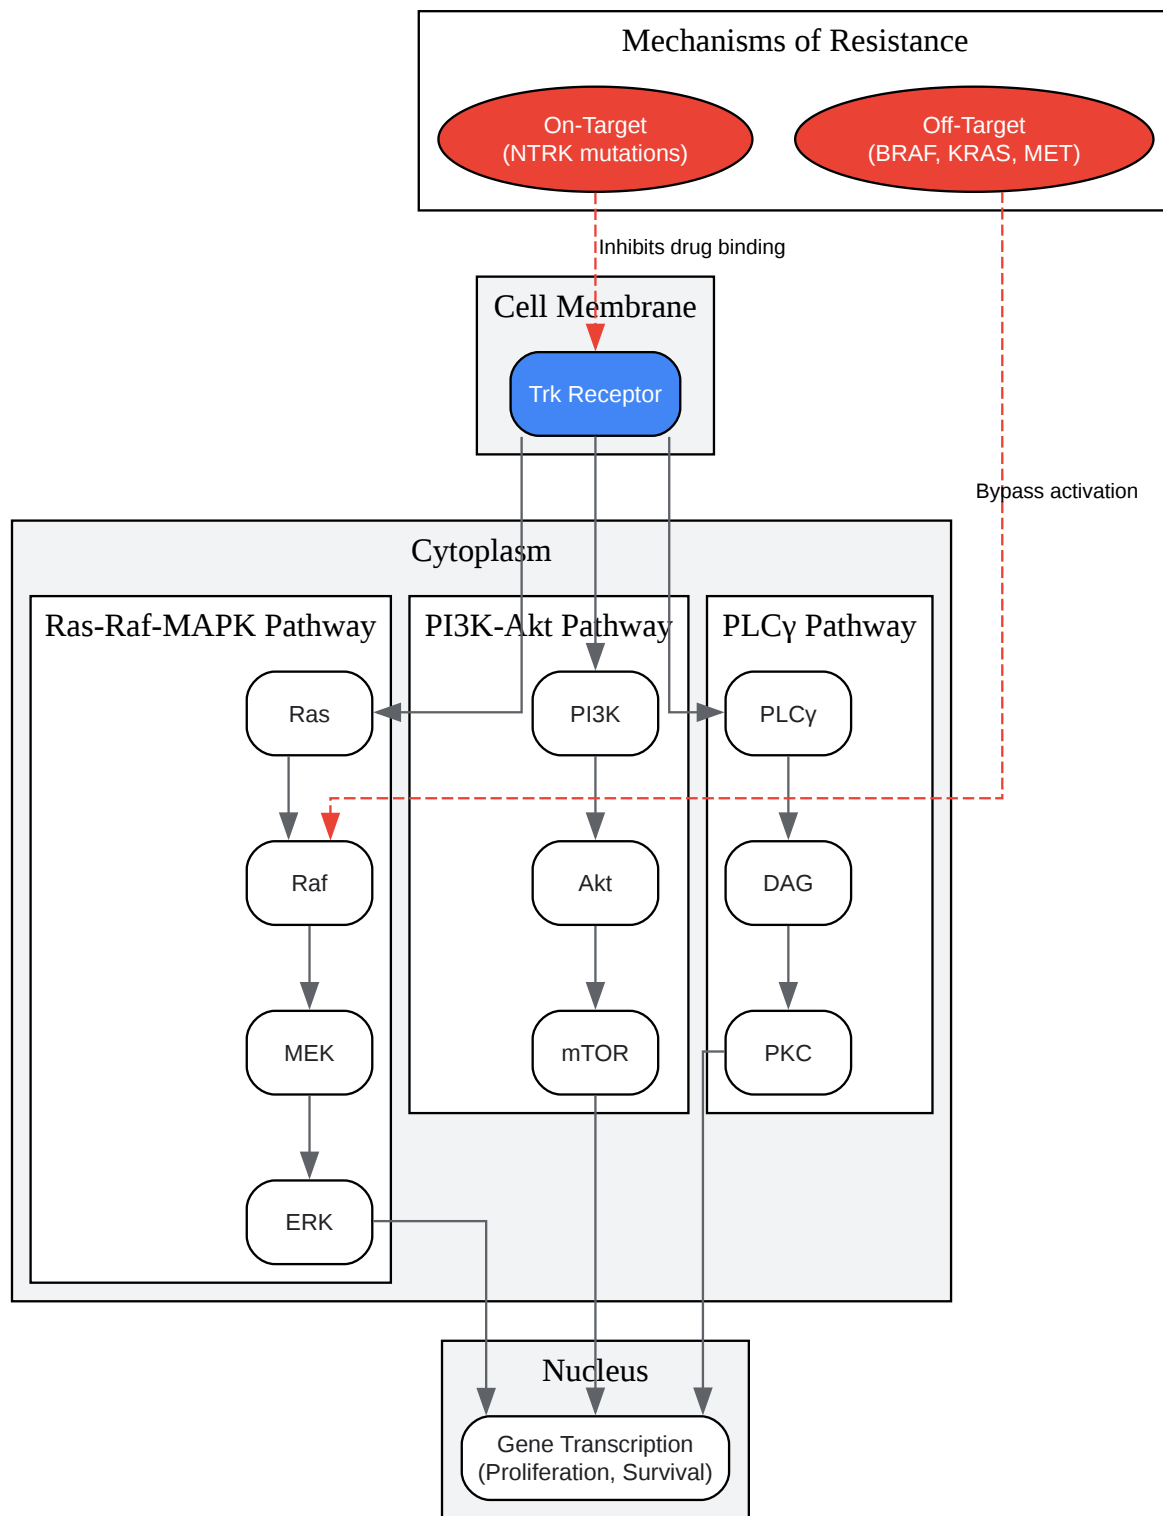 Mechanisms of Resistance
On-Target
(NTRK mutations)
Off-Target
(BRAF, KRAS, MET)
Inhibits drug binding
Cell Membrane
Trk Receptor
Bypass activation
Cytoplasm
Ras-Raf-MAPK Pathway
PI3K-Akt Pathway
PLCγ Pathway
Ras
PI3K
PLCγ
Raf
Akt
DAG
MEK
mTOR
PKC
ERK
Nucleus
Gene Transcription
(Proliferation, Survival)